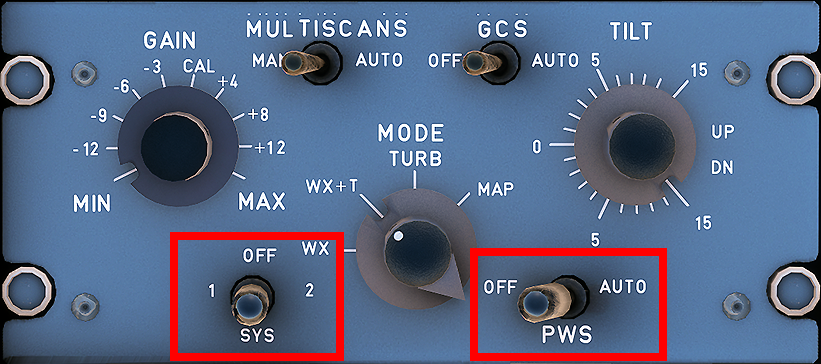 MULTISCANS
GCS
TILT
GAIN
MAN
AUTO
OFF
AUTO
-3
CAL
-6
+4
-9
+8
-12
+12
MIN
MAX
5
15
0
UP
DN
15
5
MODE
TURB
WX+T
MAP
WX
OFF
1
2
SYS
OFF
AUTO
PWS